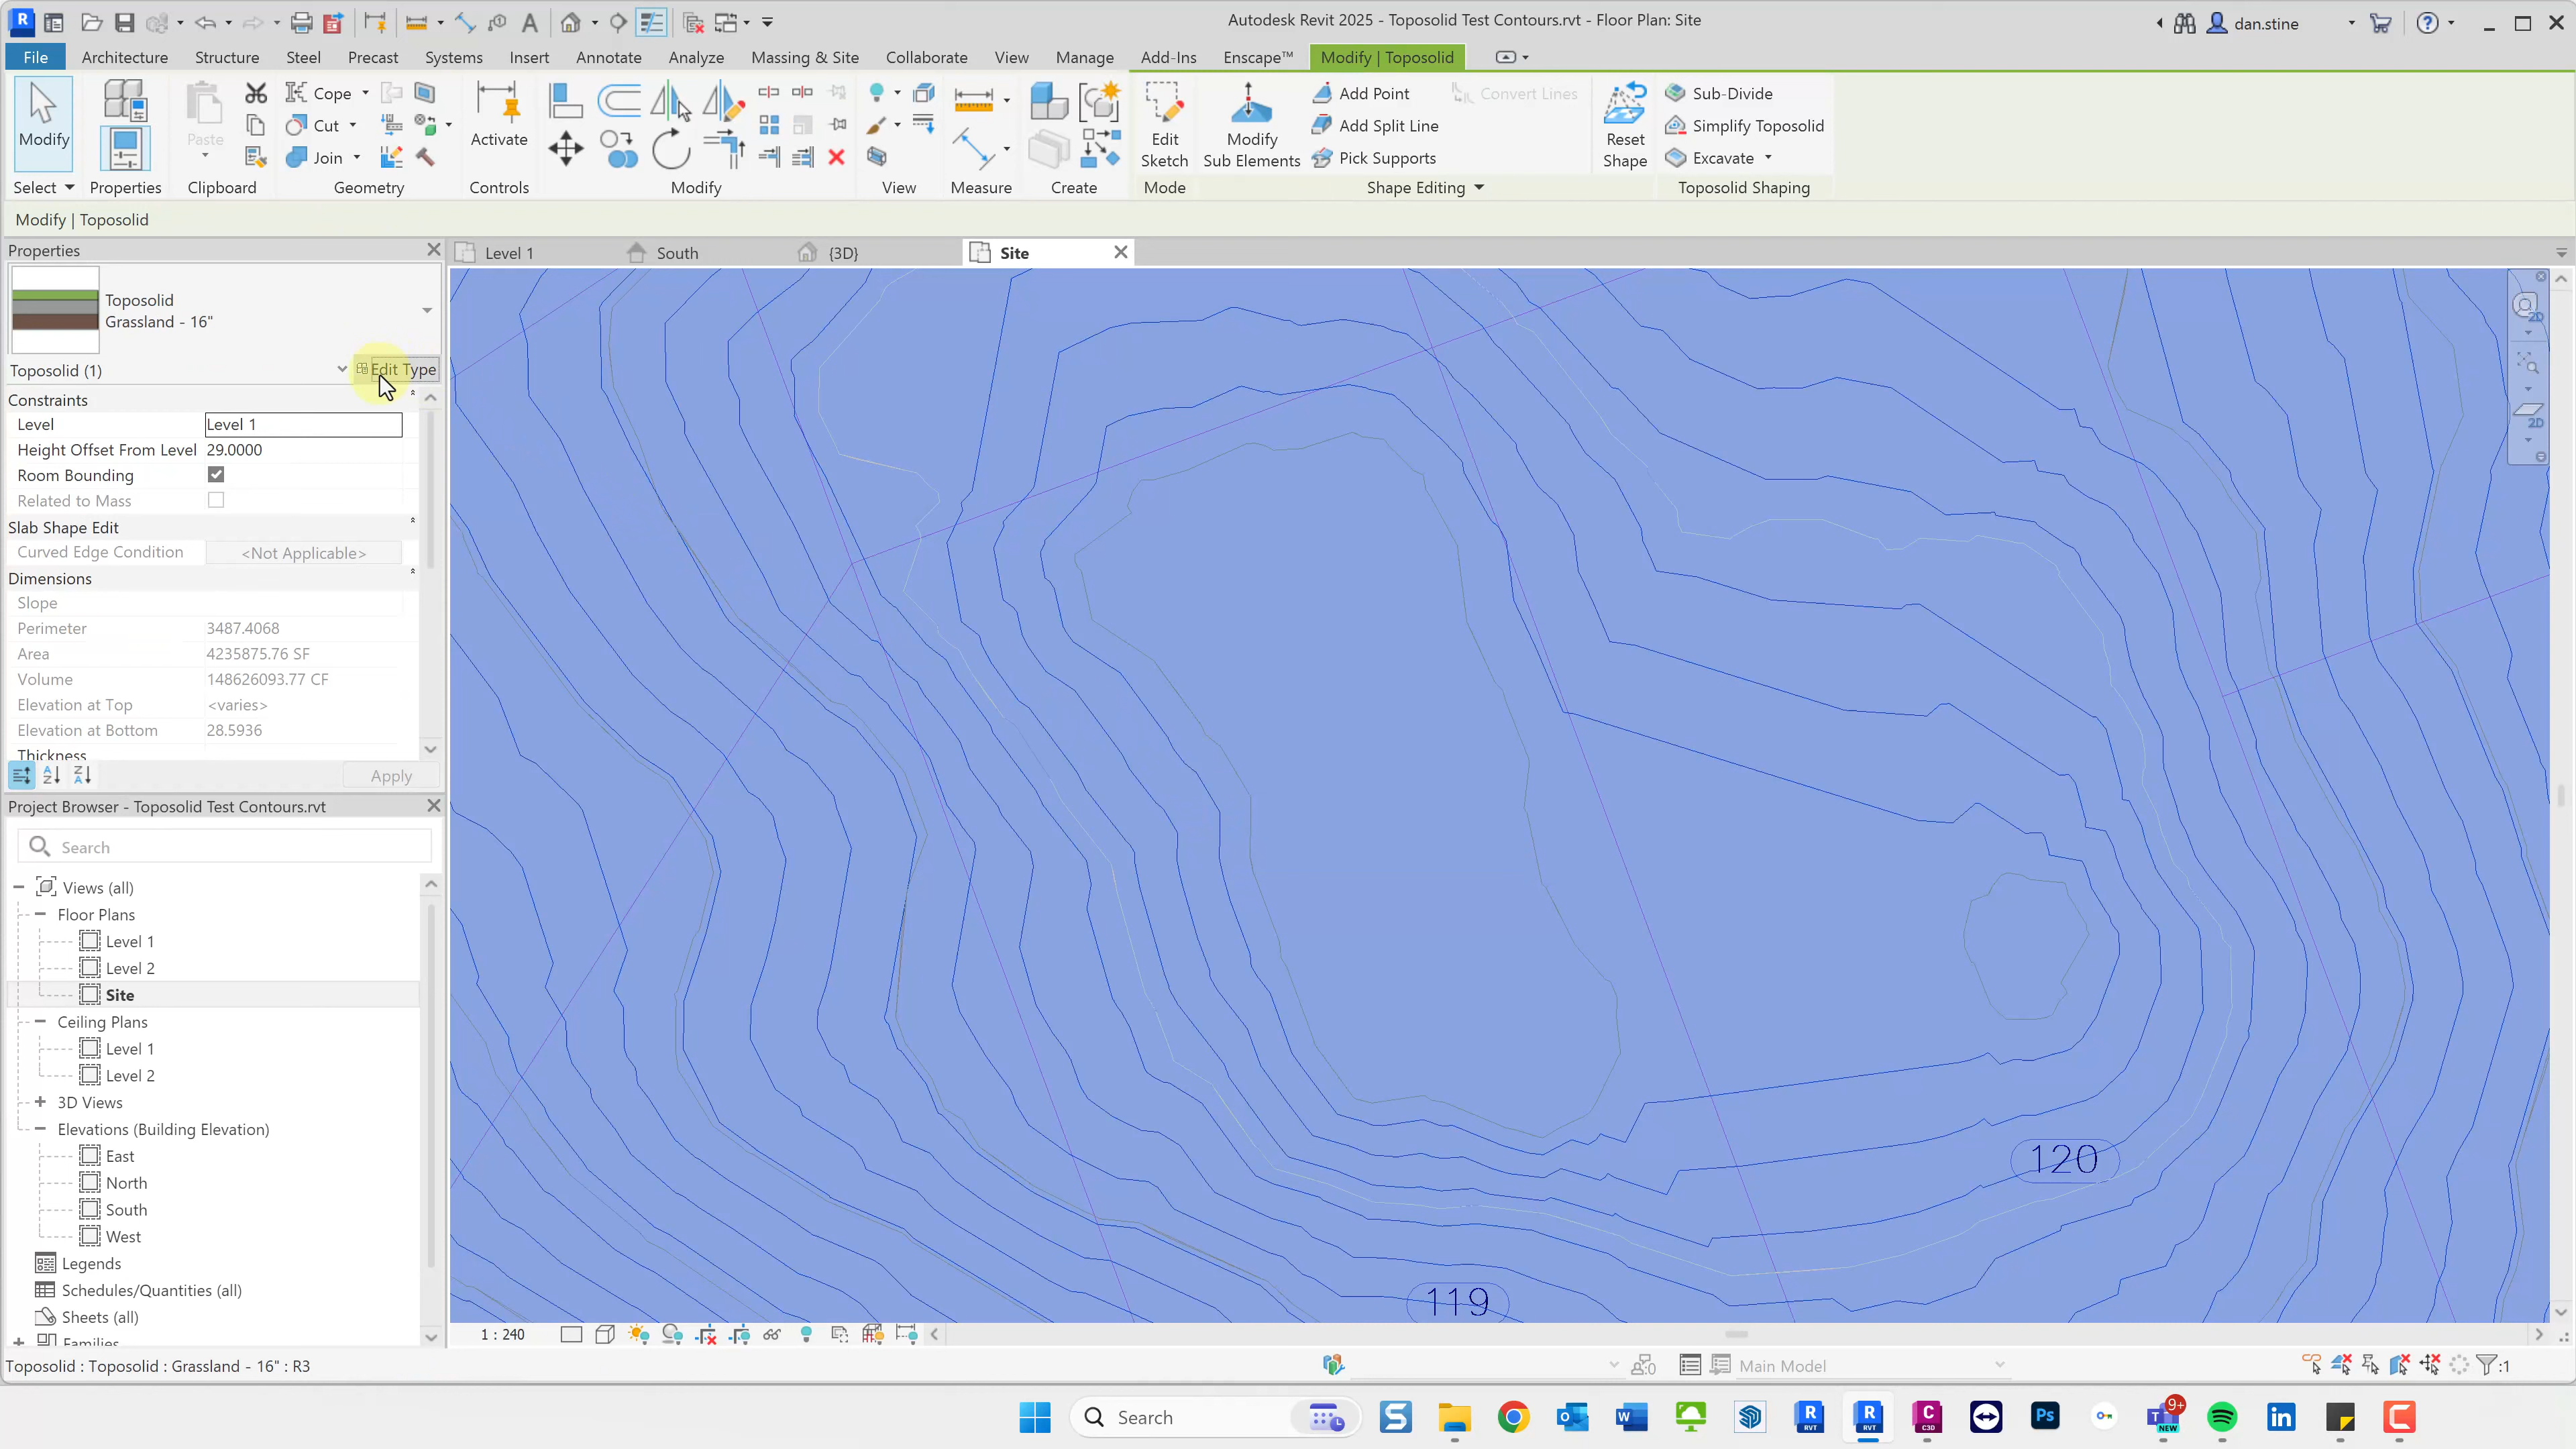 Autodesk Revit 2025 - Toposolid Test Contours.rvt - Floor Plan: Site
dan.stine
File Architecture Structure Steel Precast Systems Insert Annotate Analyze Massing & Site Collaborate View Manage Add-Ins Enscape™ Modify | Toposolid
Modify
Paste
Cope
Cut
Join
Activate
Edit Sketch
Modify Sub Elements
Add Point
Add Split Line
Pick Supports
Convert Lines
Reset Shape
Sub-Divide
Simplify Toposolid
Excavate
Select Properties Clipboard Geometry Controls Modify View Measure Create Mode Shape Editing Toposolid Shaping
Modify | Toposolid
Properties
Level 1 South {3D} Site
Toposolid
Grassland - 16"
Toposolid (1) Edit Type
Constraints
Level Level 1
Height Offset From Level 29.0000
Room Bounding
Related to Mass
Slab Shape Edit
Curved Edge Condition <Not Applicable>
Dimensions
Slope
Perimeter 3487.4068
Area 4235875.76 SF
Volume 148626093.77 CF
Elevation at Top <varies>
Elevation at Bottom 28.5936
Thickness
Apply
Project Browser - Toposolid Test Contours.rvt
Search
Views (all)
Floor Plans
Level 1
Level 2
Site
Ceiling Plans
Level 1
Level 2
3D Views
Elevations (Building Elevation)
East
North
South
West
Legends
Schedules/Quantities (all)
Sheets (all)
Families
2D
2D
120
119
1 : 240
Toposolid : Toposolid : Grassland - 16" : R3
Main Model
:1
Search
RVT
RVT
C3D
Ps
9+
NEW